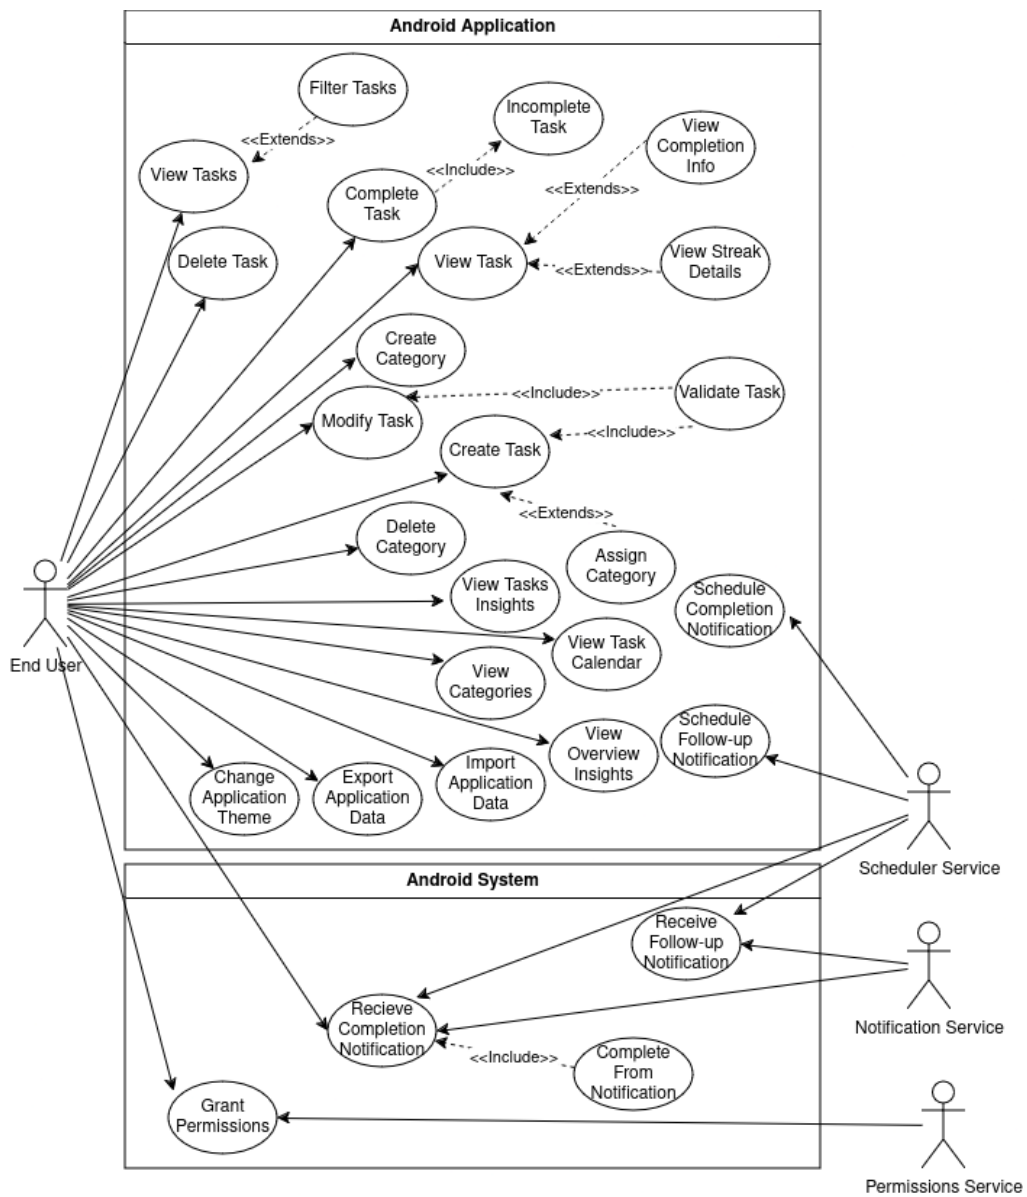 Android Application
Filter Tasks
<<Extends>>
View Tasks
Incomplete
Task
<<Include>>
Complete
Task
View
Completion
Info
<<Extends>>
Delete Task
View Task
<<Extends>>
View Streak
Details
Create
Category
Modify Task
<<Include>>
Validate Task
<<Include>>
Create Task
<<Extends>>
Assign
Category
Delete
Category
View Tasks
Insights
Schedule
Completion
Notification
View Task
Calendar
End User
View
Categories
View
Overview
Insights
Schedule
Follow-up
Notification
Change
Application
Theme
Export
Application
Data
Import
Application
Data
Scheduler Service
Android System
Receive
Follow-up
Notification
Recieve
Completion
Notification
<<Include>>
Complete
From
Notification
Notification Service
Grant
Permissions
Permissions Service